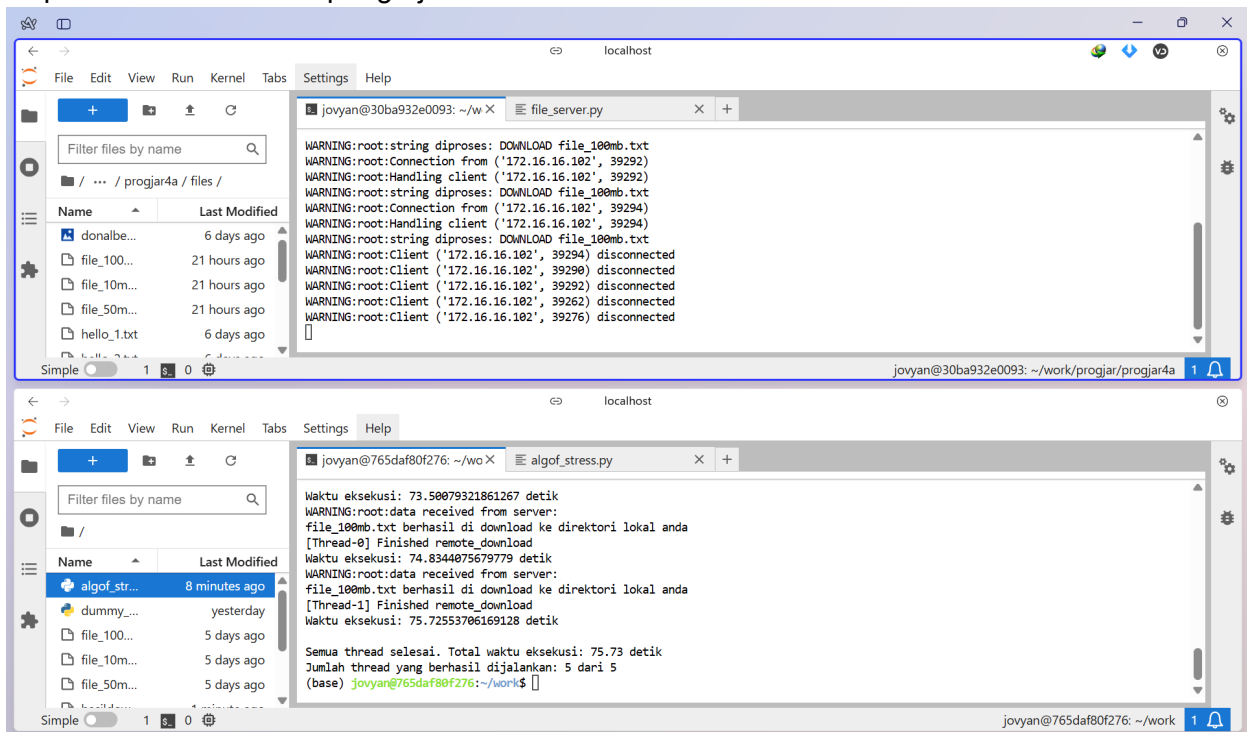 localhost
File Edit View Run Kernel Tabs Settings Help
jovyan@30ba932e0093: ~/w
file_server.py
Filter files by name
/ ··· / progjar4a / files /
Name Last Modified
donalbe... 6 days ago
file_100... 21 hours ago
file_10m... 21 hours ago
file_50m... 21 hours ago
hello_1.txt 6 days ago
WARNING:root:string diproses: DOWNLOAD file_100mb.txt
WARNING:root:Connection from ('172.16.16.102', 39292)
WARNING:root:Handling client ('172.16.16.102', 39292)
WARNING:root:string diproses: DOWNLOAD file_100mb.txt
WARNING:root:Connection from ('172.16.16.102', 39294)
WARNING:root:Handling client ('172.16.16.102', 39294)
WARNING:root:string diproses: DOWNLOAD file_100mb.txt
WARNING:root:Client ('172.16.16.102', 39294) disconnected
WARNING:root:Client ('172.16.16.102', 39290) disconnected
WARNING:root:Client ('172.16.16.102', 39292) disconnected
WARNING:root:Client ('172.16.16.102', 39262) disconnected
WARNING:root:Client ('172.16.16.102', 39276) disconnected
Simple 1 $_ 0
jovyan@30ba932e0093: ~/work/progjar/progjar4a 1
localhost
File Edit View Run Kernel Tabs Settings Help
jovyan@765daf80f276: ~/wo
algof_stress.py
Filter files by name
/
Name Last Modified
algof_str... 8 minutes ago
dummy_... yesterday
file_100... 5 days ago
file_10m... 5 days ago
file_50m... 5 days ago
Waktu eksekusi: 73.50079321861267 detik
WARNING:root:data received from server:
file_100mb.txt berhasil di download ke direktori lokal anda
[Thread-0] Finished remote_download
Waktu eksekusi: 74.8344075679779 detik
WARNING:root:data received from server:
file_100mb.txt berhasil di download ke direktori lokal anda
[Thread-1] Finished remote_download
Waktu eksekusi: 75.72553706169128 detik
Semua thread selesai. Total waktu eksekusi: 75.73 detik
Jumlah thread yang berhasil dijalankan: 5 dari 5
(base) jovyan@765daf80f276:~/work$
Simple 1 $_ 0
jovyan@765daf80f276: ~/work 1